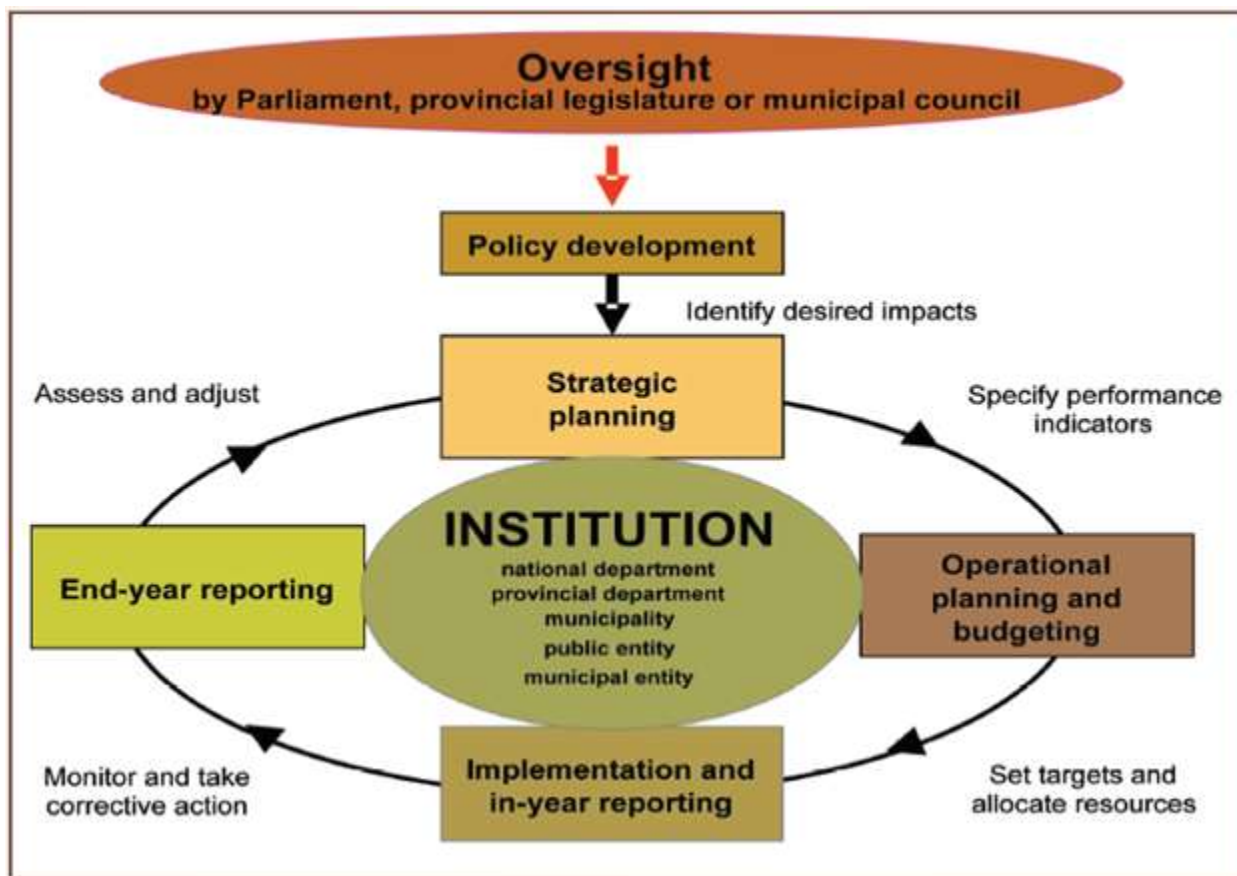 Oversight
by Parliament, provincial legislature or municipal council
Policy development
Identify desired impacts
Strategic
planning
Assess and adjust
Specify performance
indicators
INSTITUTION
national department
provincial department
municipality
public entity
municipal entity
End-year reporting
Operational
planning and
budgeting
Implementation and
in-year reporting
Monitor and take
corrective action
Set targets and
allocate resources